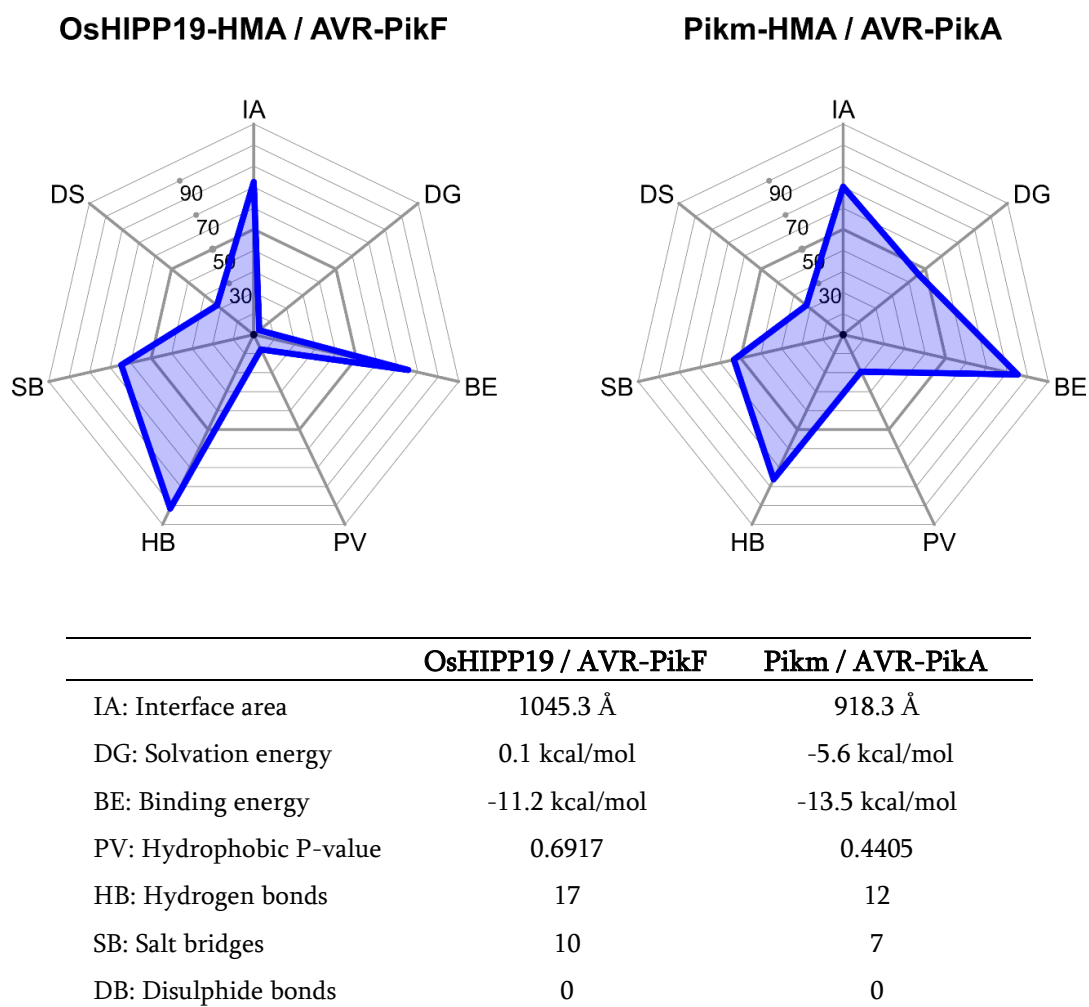 OsHIPP19-HMA / AVR-PikF
Pikm-HMA / AVR-PikA
IA
DS
DG
90
70
50
30
SB
BE
HB
PV
IA
DS
DG
90
70
50
30
SB
BE
HB
PV
OsHIPP19 / AVR-PikF Pikm / AVR-PikA
IA: Interface area 1045.3 Å 918.3 Å
DG: Solvation energy 0.1 kcal/mol -5.6 kcal/mol
BE: Binding energy -11.2 kcal/mol -13.5 kcal/mol
PV: Hydrophobic P-value 0.6917 0.4405
HB: Hydrogen bonds 17 12
SB: Salt bridges 10 7
DB: Disulphide bonds 0 0